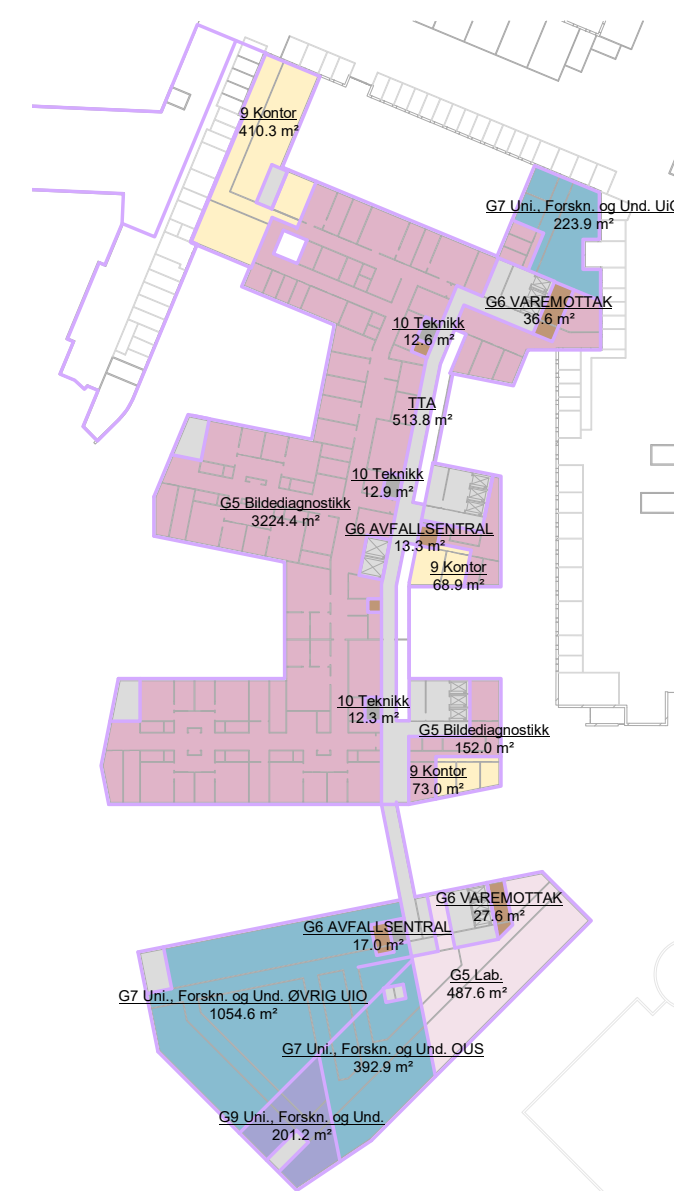 9 Kontor
410.3 m²
G7 Uni., Forskn. og Und. UiO
223.9 m²
G6 VAREMOTTAK
36.6 m²
10 Teknikk
12.6 m²
TTA
513.8 m²
10 Teknikk
12.9 m²
G5 Bildediagnostikk
3224.4 m²
G6 AVFALLSENTRAL
13.3 m²
9 Kontor
68.9 m²
10 Teknikk
12.3 m²
G5 Bildediagnostikk
152.0 m²
9 Kontor
73.0 m²
G6 VAREMOTTAK
27.6 m²
G6 AVFALLSENTRAL
17.0 m²
G5 Lab.
487.6 m²
G7 Uni., Forskn. og Und. ØVRIG UIO
1054.6 m²
G7 Uni., Forskn. og Und. OUS
392.9 m²
G9 Uni., Forskn. og Und.
201.2 m²